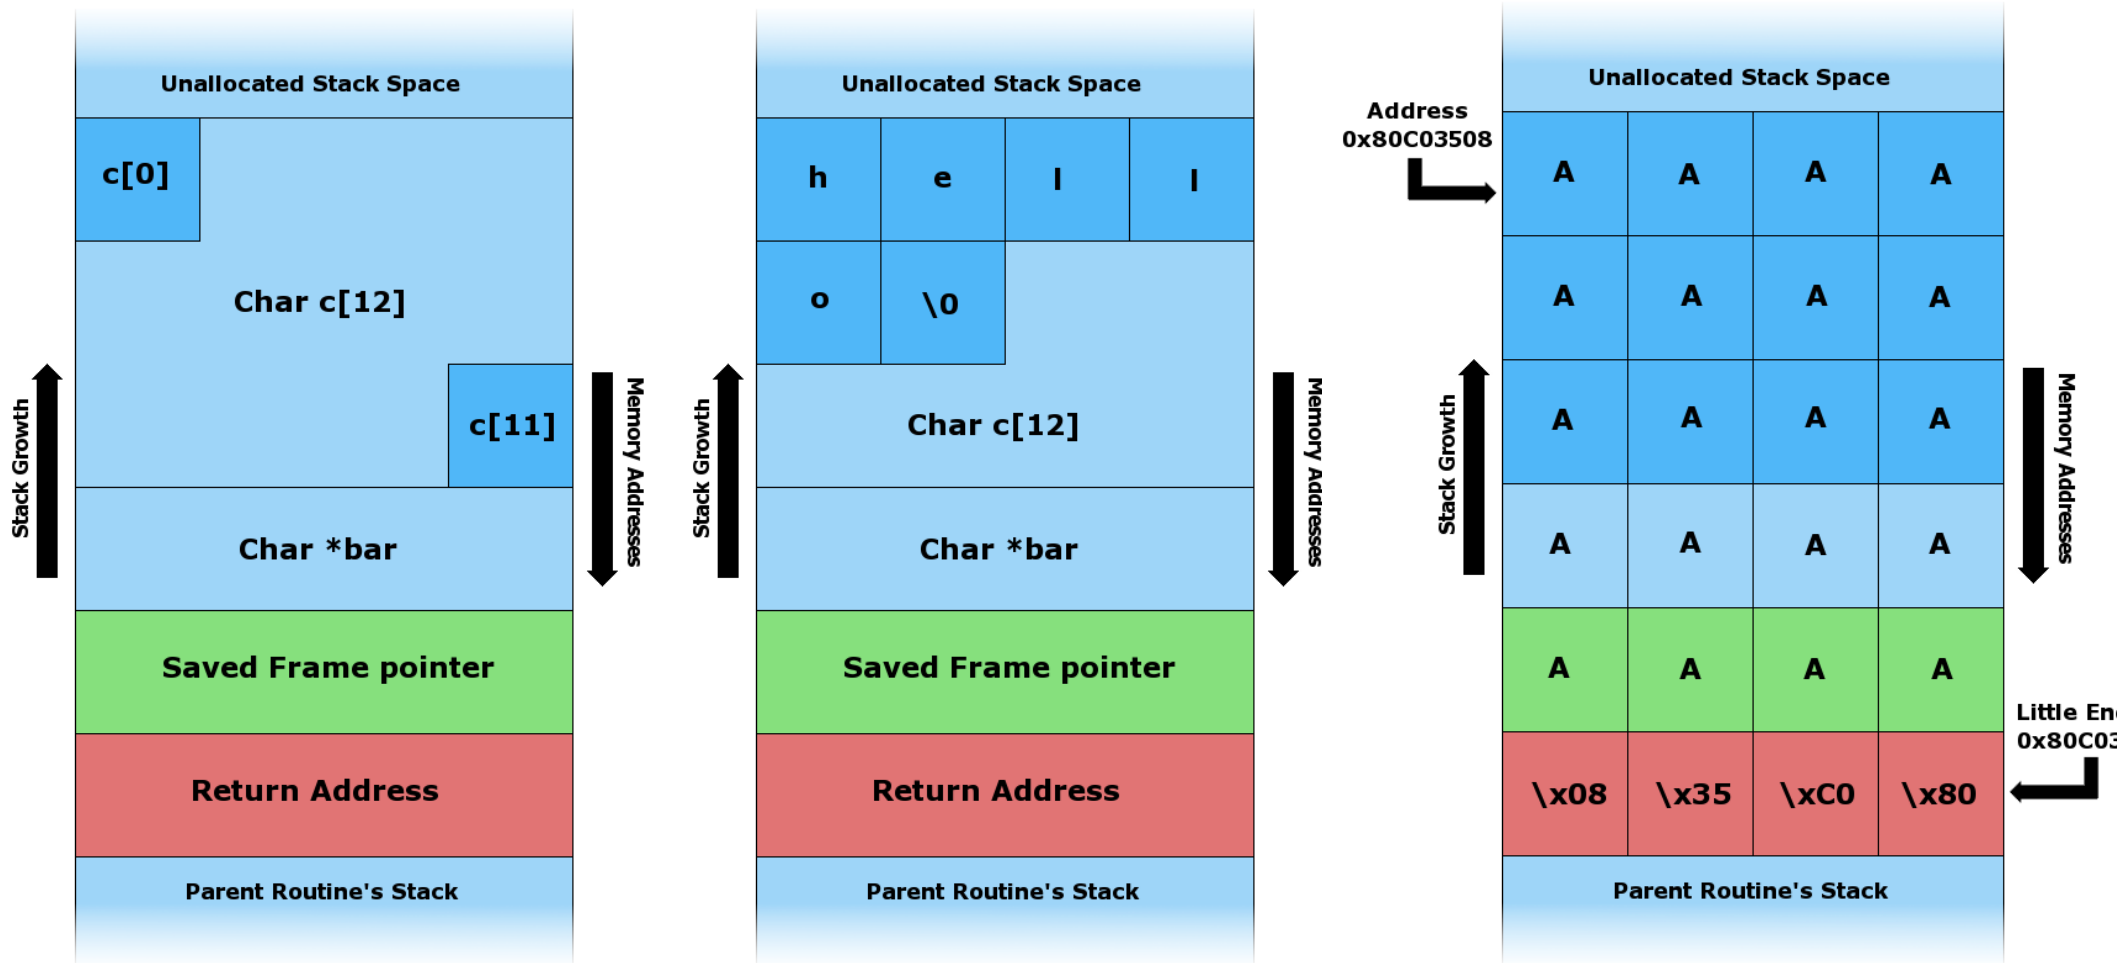 Unallocated Stack Space
c[0]
Char c[12]
c[11]
Char *bar
Saved Frame pointer
Return Address
Parent Routine's Stack
Stack Growth
Memory Addresses
Unallocated Stack Space
h e l l
o \0
Char c[12]
Char *bar
Saved Frame pointer
Return Address
Parent Routine's Stack
Stack Growth
Memory Addresses
Address
0x80C03508
Unallocated Stack Space
A A A A
A A A A
A A A A
A A A A
A A A A
\x08 \x35 \xC0 \x80
Parent Routine's Stack
Stack Growth
Memory Addresses
Little En
0x80C03